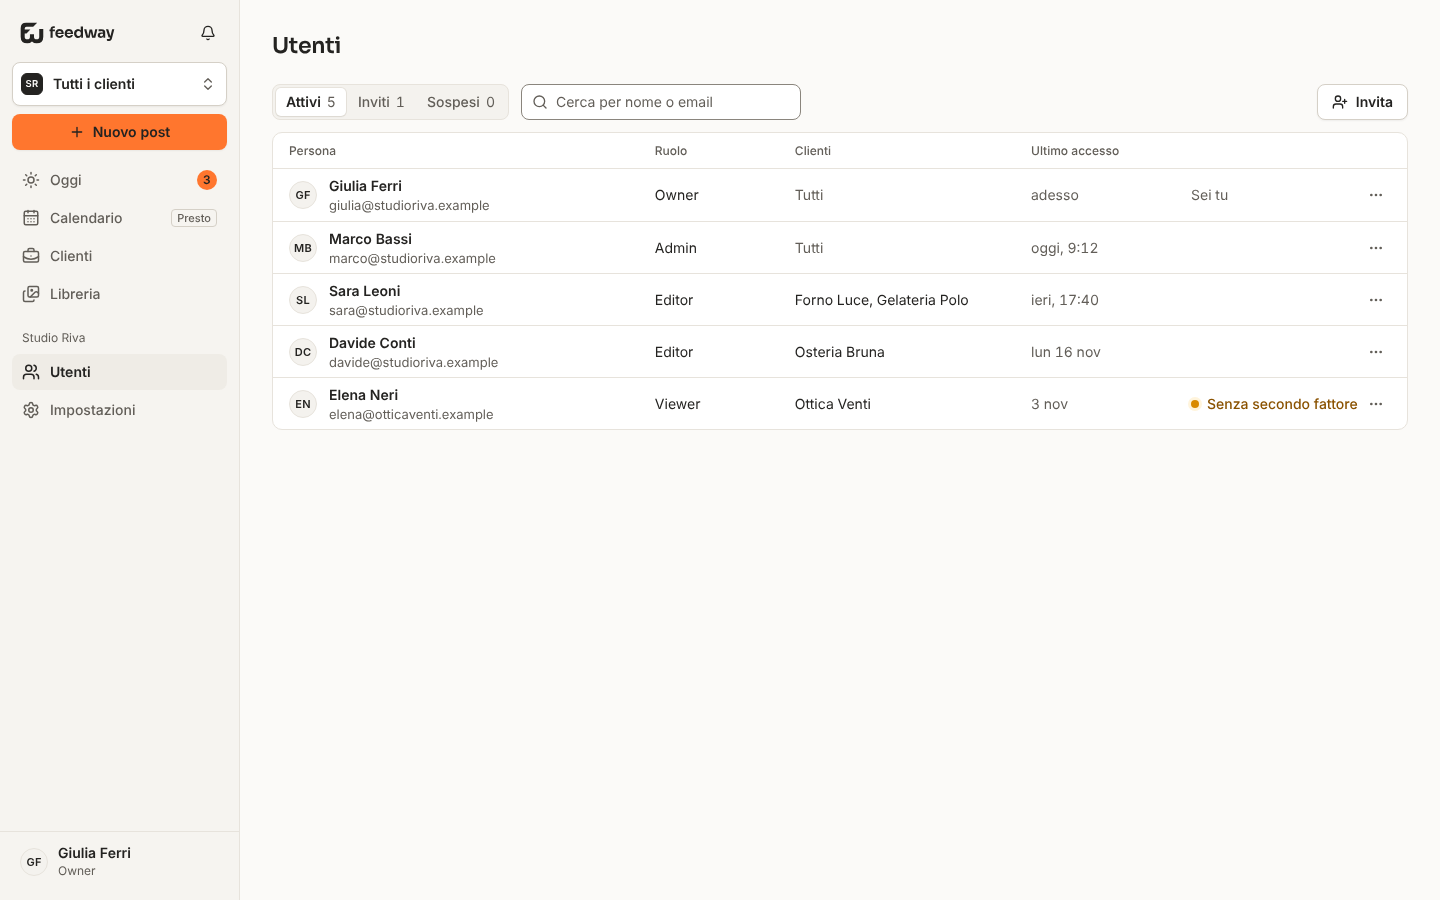 feedway
SR Tutti i clienti
Nuovo post
Oggi 3
Calendario Presto
Clienti
Libreria
Studio Riva
Utenti
Impostazioni
GF Giulia Ferri
Owner
Utenti
Attivi 5 Inviti 1 Sospesi 0
Cerca per nome o email
Invita
Persona Ruolo Clienti Ultimo accesso
GF Giulia Ferri
giulia@studioriva.example
Owner Tutti adesso Sei tu
MB Marco Bassi
marco@studioriva.example
Admin Tutti oggi, 9:12
SL Sara Leoni
sara@studioriva.example
Editor Forno Luce, Gelateria Polo ieri, 17:40
DC Davide Conti
davide@studioriva.example
Editor Osteria Bruna lun 16 nov
EN Elena Neri
elena@otticaventi.example
Viewer Ottica Venti 3 nov Senza secondo fattore